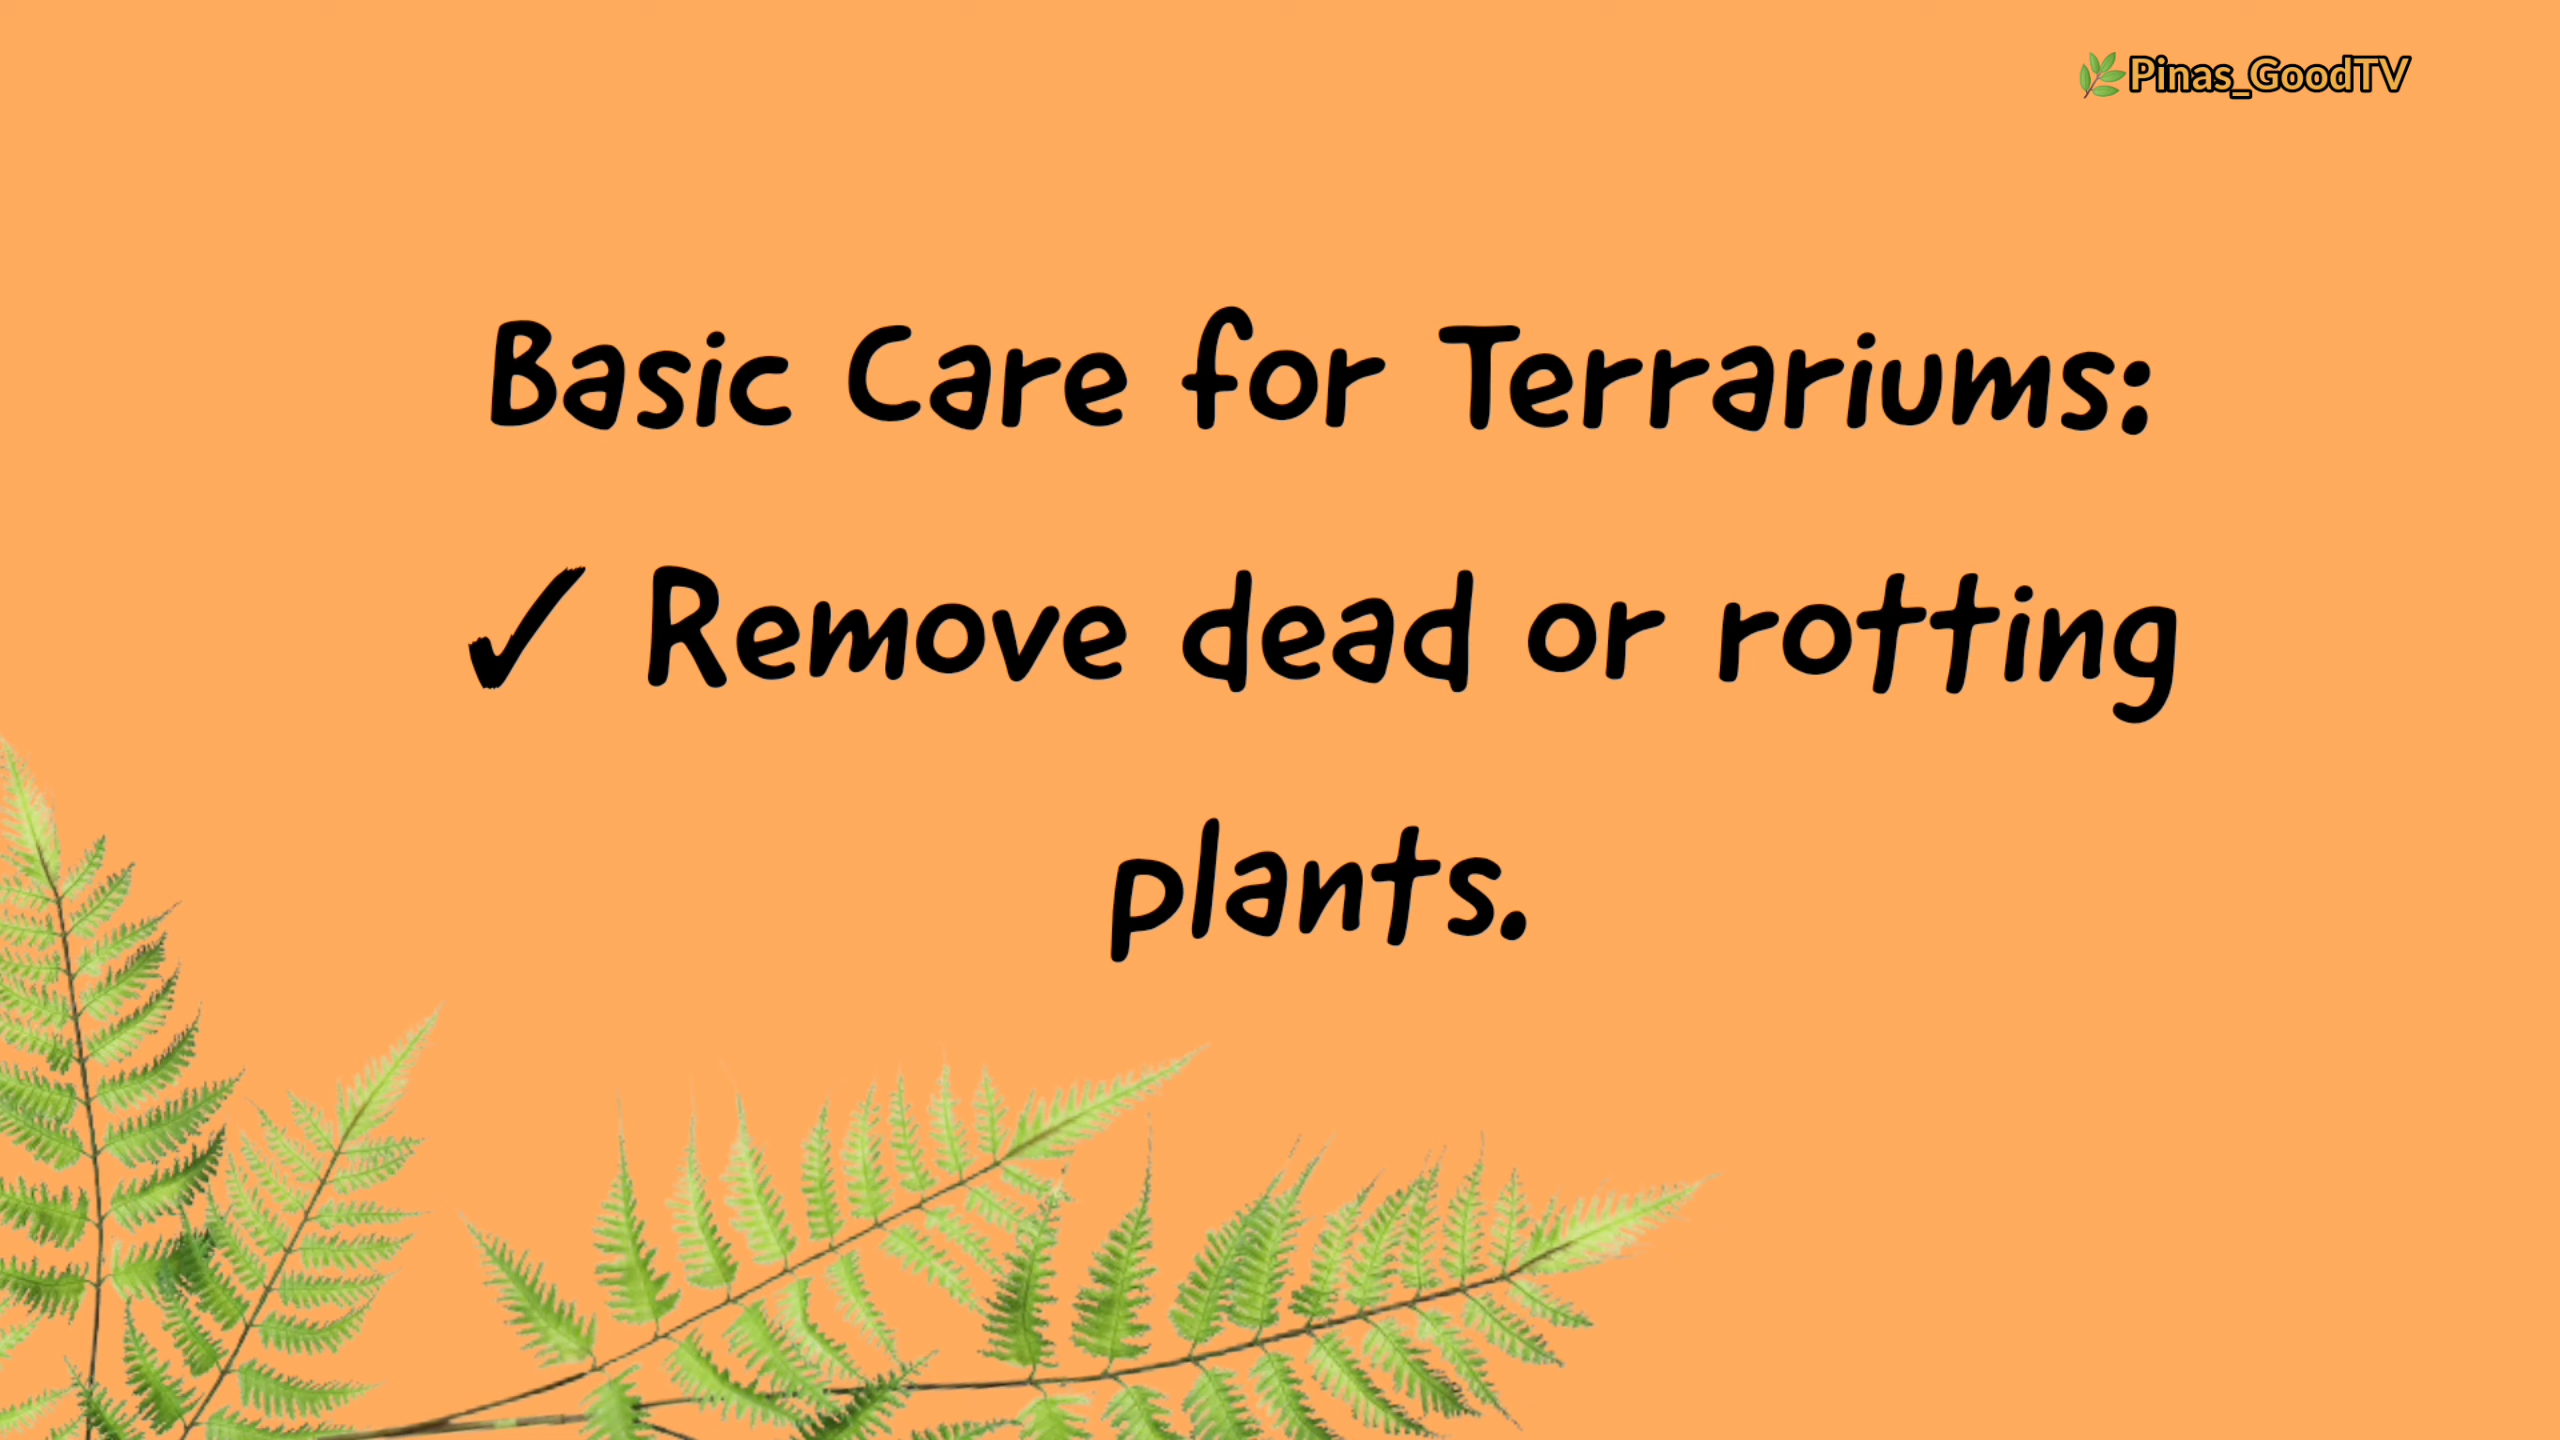 Pinas_GoodTV
Basic Care for Terrariums:
✓ Remove dead or rotting
plants.